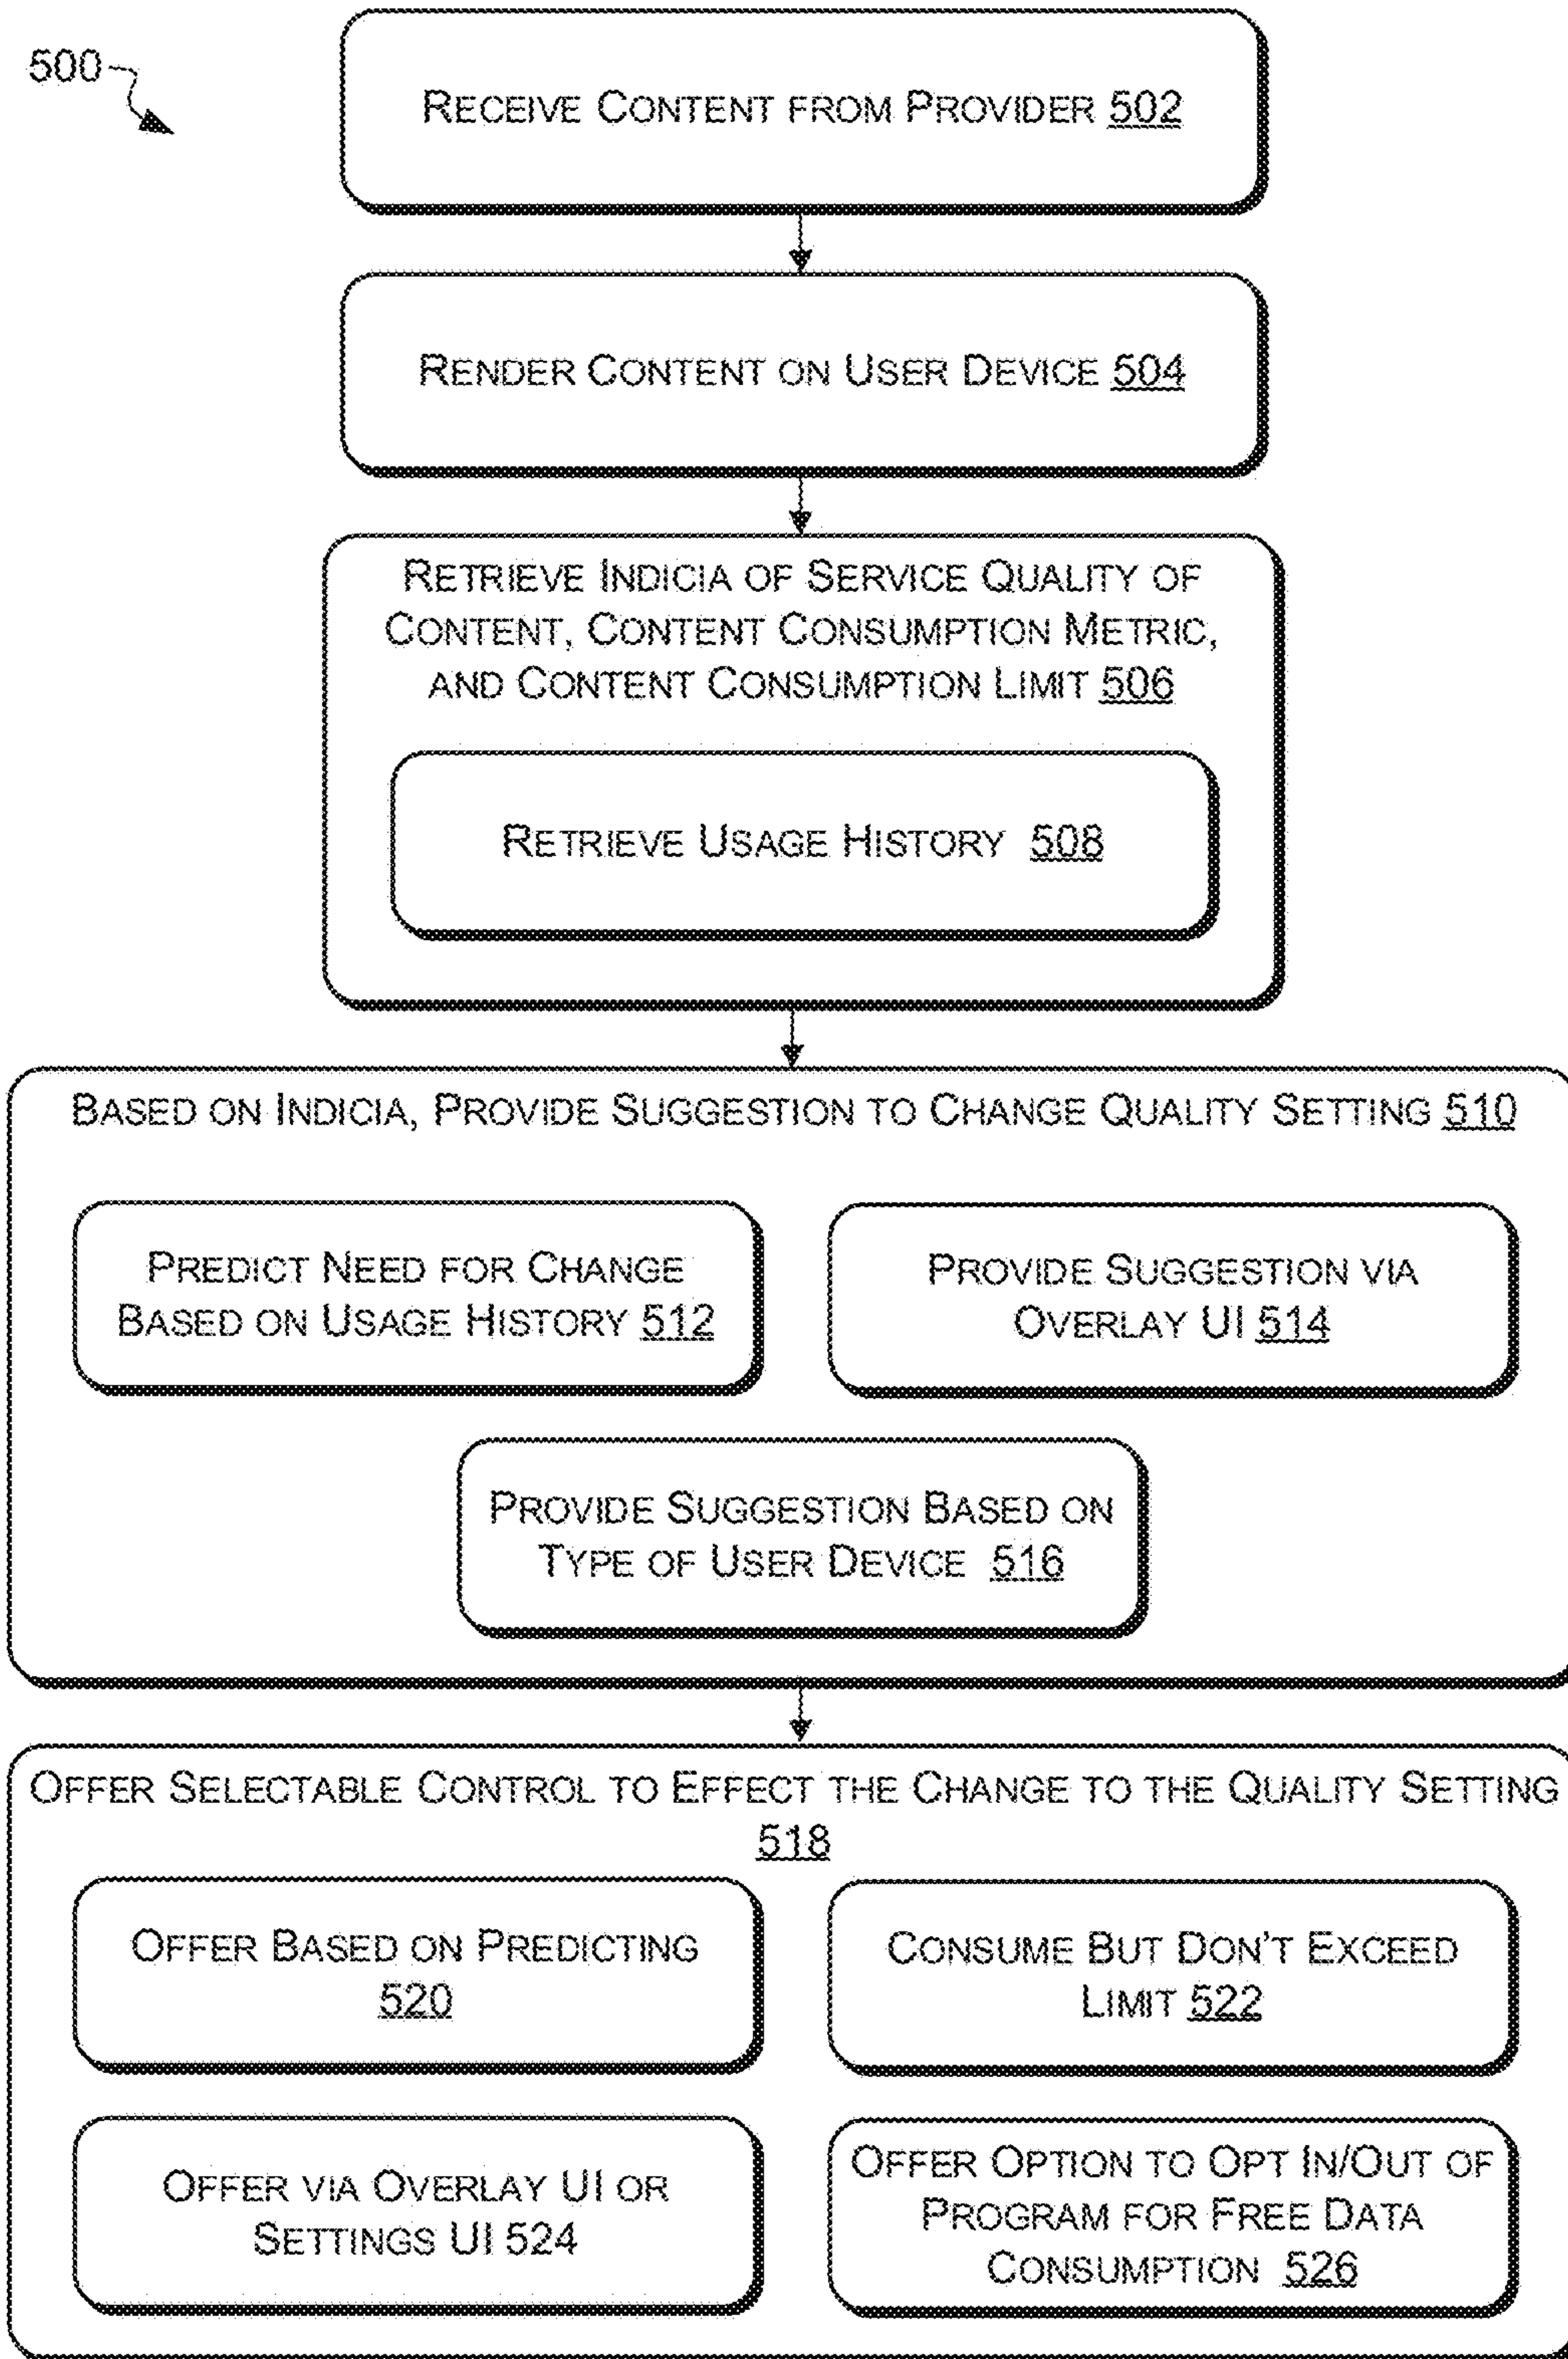 500
RECEIVE CONTENT FROM PROVIDER 502
RENDER CONTENT ON USER DEVICE 504
RETRIEVE INDICIA OF SERVICE QUALITY OF
CONTENT, CONTENT CONSUMPTION METRIC,
AND CONTENT CONSUMPTION LIMIT 506
RETRIEVE USAGE HISTORY 508
BASED ON INDICIA, PROVIDE SUGGESTION TO CHANGE QUALITY SETTING 510
PREDICT NEED FOR CHANGE
BASED ON USAGE HISTORY 512
PROVIDE SUGGESTION VIA
OVERLAY UI 514
PROVIDE SUGGESTION BASED ON
TYPE OF USER DEVICE 516
OFFER SELECTABLE CONTROL TO EFFECT THE CHANGE TO THE QUALITY SETTING
518
OFFER BASED ON PREDICTING
520
CONSUME BUT DON'T EXCEED
LIMIT 522
OFFER VIA OVERLAY UI OR
SETTINGS UI 524
OFFER OPTION TO OPT IN/OUT OF
PROGRAM FOR FREE DATA
CONSUMPTION 526